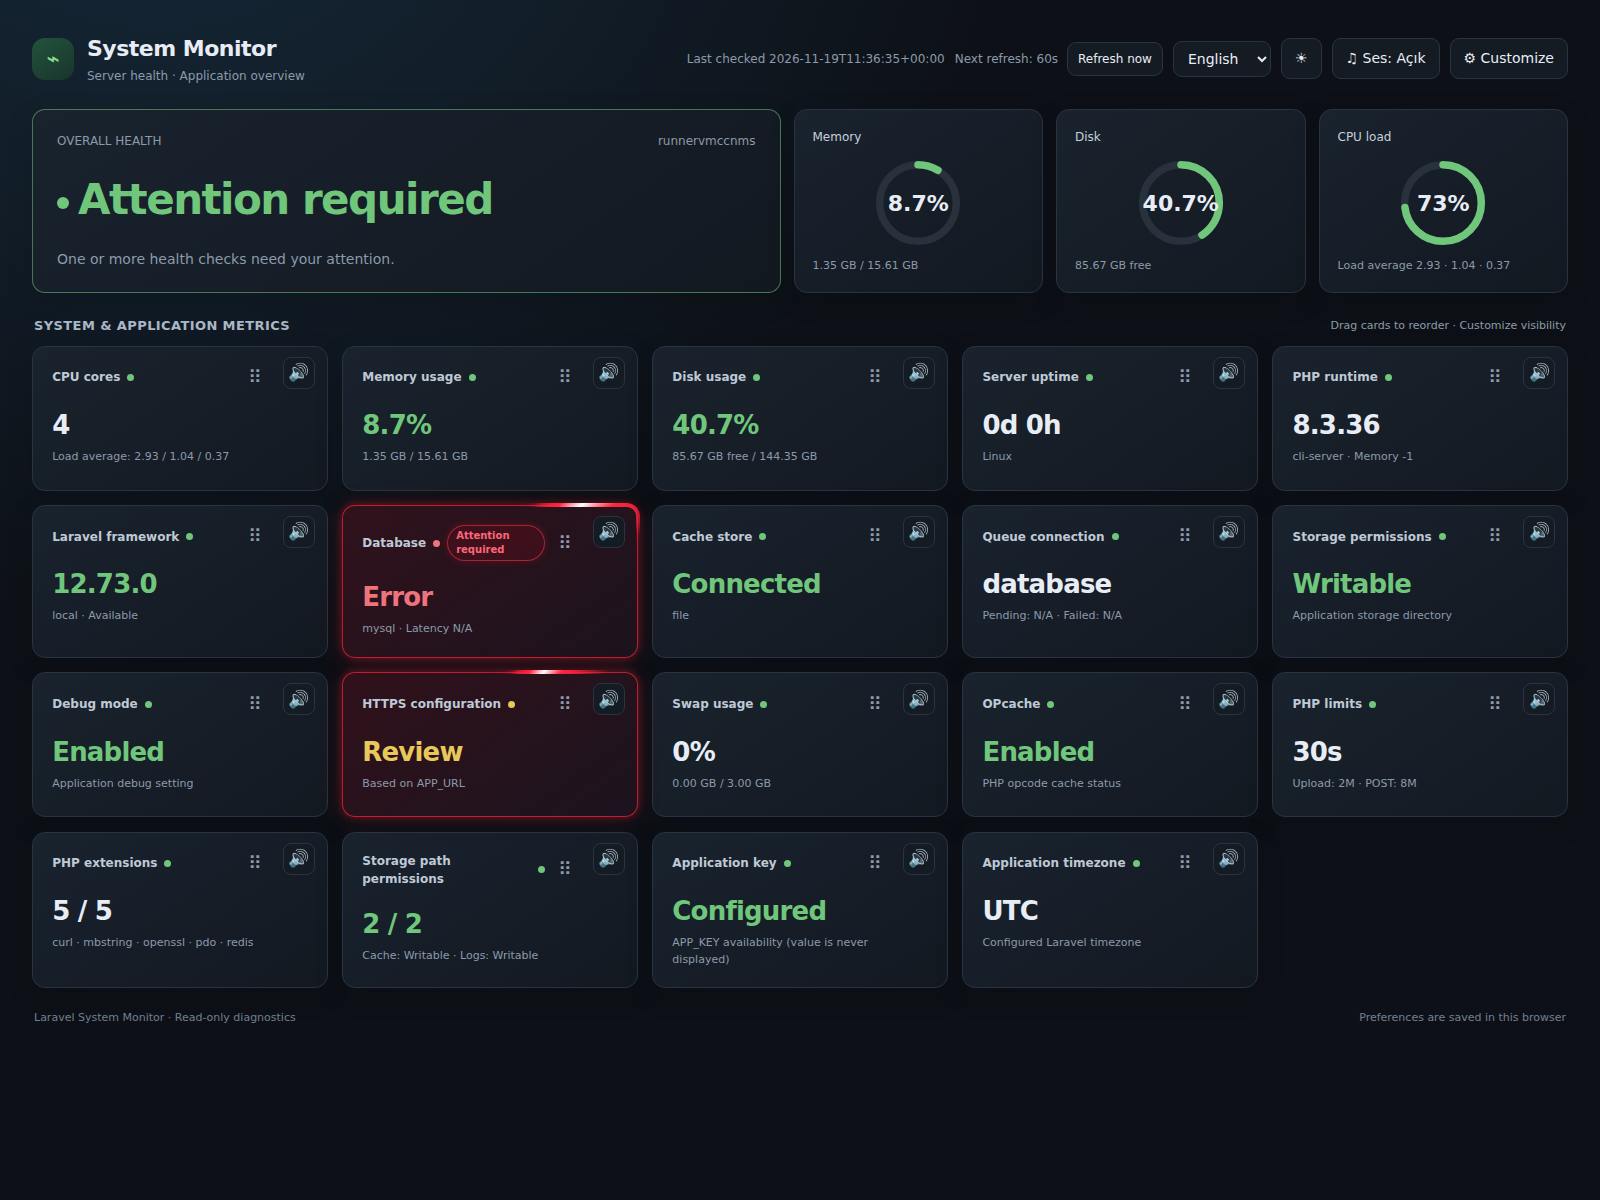 System Monitor
Server health · Application overview
Last checked 2026-11-19T11:36:35+00:00
Next refresh: 60s
Refresh now
English
♫ Ses: Açık
⚙ Customize
OVERALL HEALTH
runnervmccnms
Attention required
One or more health checks need your attention.
Memory
8.7%
1.35 GB / 15.61 GB
Disk
40.7%
85.67 GB free
CPU load
73%
Load average 2.93 · 1.04 · 0.37
SYSTEM & APPLICATION METRICS
Drag cards to reorder · Customize visibility
CPU cores
4
Load average: 2.93 / 1.04 / 0.37
Memory usage
8.7%
1.35 GB / 15.61 GB
Disk usage
40.7%
85.67 GB free / 144.35 GB
Server uptime
0d 0h
Linux
PHP runtime
8.3.36
cli-server · Memory -1
Laravel framework
12.73.0
local · Available
Database
Attention
required
Error
mysql · Latency N/A
Cache store
Connected
file
Queue connection
database
Pending: N/A · Failed: N/A
Storage permissions
Writable
Application storage directory
Debug mode
Enabled
Application debug setting
HTTPS configuration
Review
Based on APP_URL
Swap usage
0%
0.00 GB / 3.00 GB
OPcache
Enabled
PHP opcode cache status
PHP limits
30s
Upload: 2M · POST: 8M
PHP extensions
5 / 5
curl · mbstring · openssl · pdo · redis
Storage path
permissions
2 / 2
Cache: Writable · Logs: Writable
Application key
Configured
APP_KEY availability (value is never
displayed)
Application timezone
UTC
Configured Laravel timezone
Laravel System Monitor · Read-only diagnostics
Preferences are saved in this browser